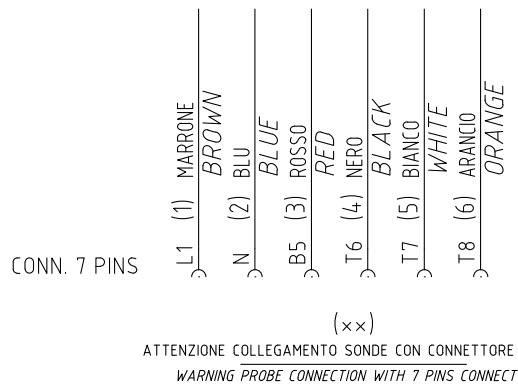 L1 (1) MARRONE
BROWN
N (2) BLU
BLUE
B5 (3) ROSSO
RED
T6 (4) NERO
BLACK
T7 (5) BIANCO
WHITE
T8 (6) ARANCIO
ORANGE
CONN. 7 PINS
(xx)
ATTENZIONE COLLEGAMENTO SONDE CON CONNETTORE
WARNING PROBE CONNECTION WITH 7 PINS CONNECT